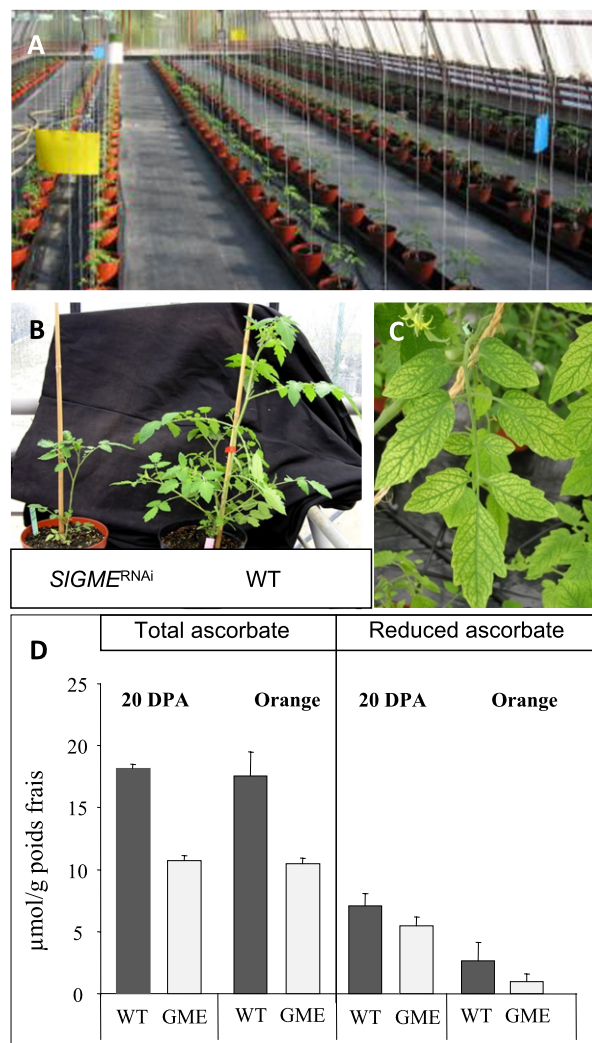 A
B
C
SlGME^RNAi WT
D
Total ascorbate Reduced ascorbate
20 DPA Orange 20 DPA Orange
µmol/g poids frais
25
20
15
10
5
0
WT GME WT GME WT GME WT GME